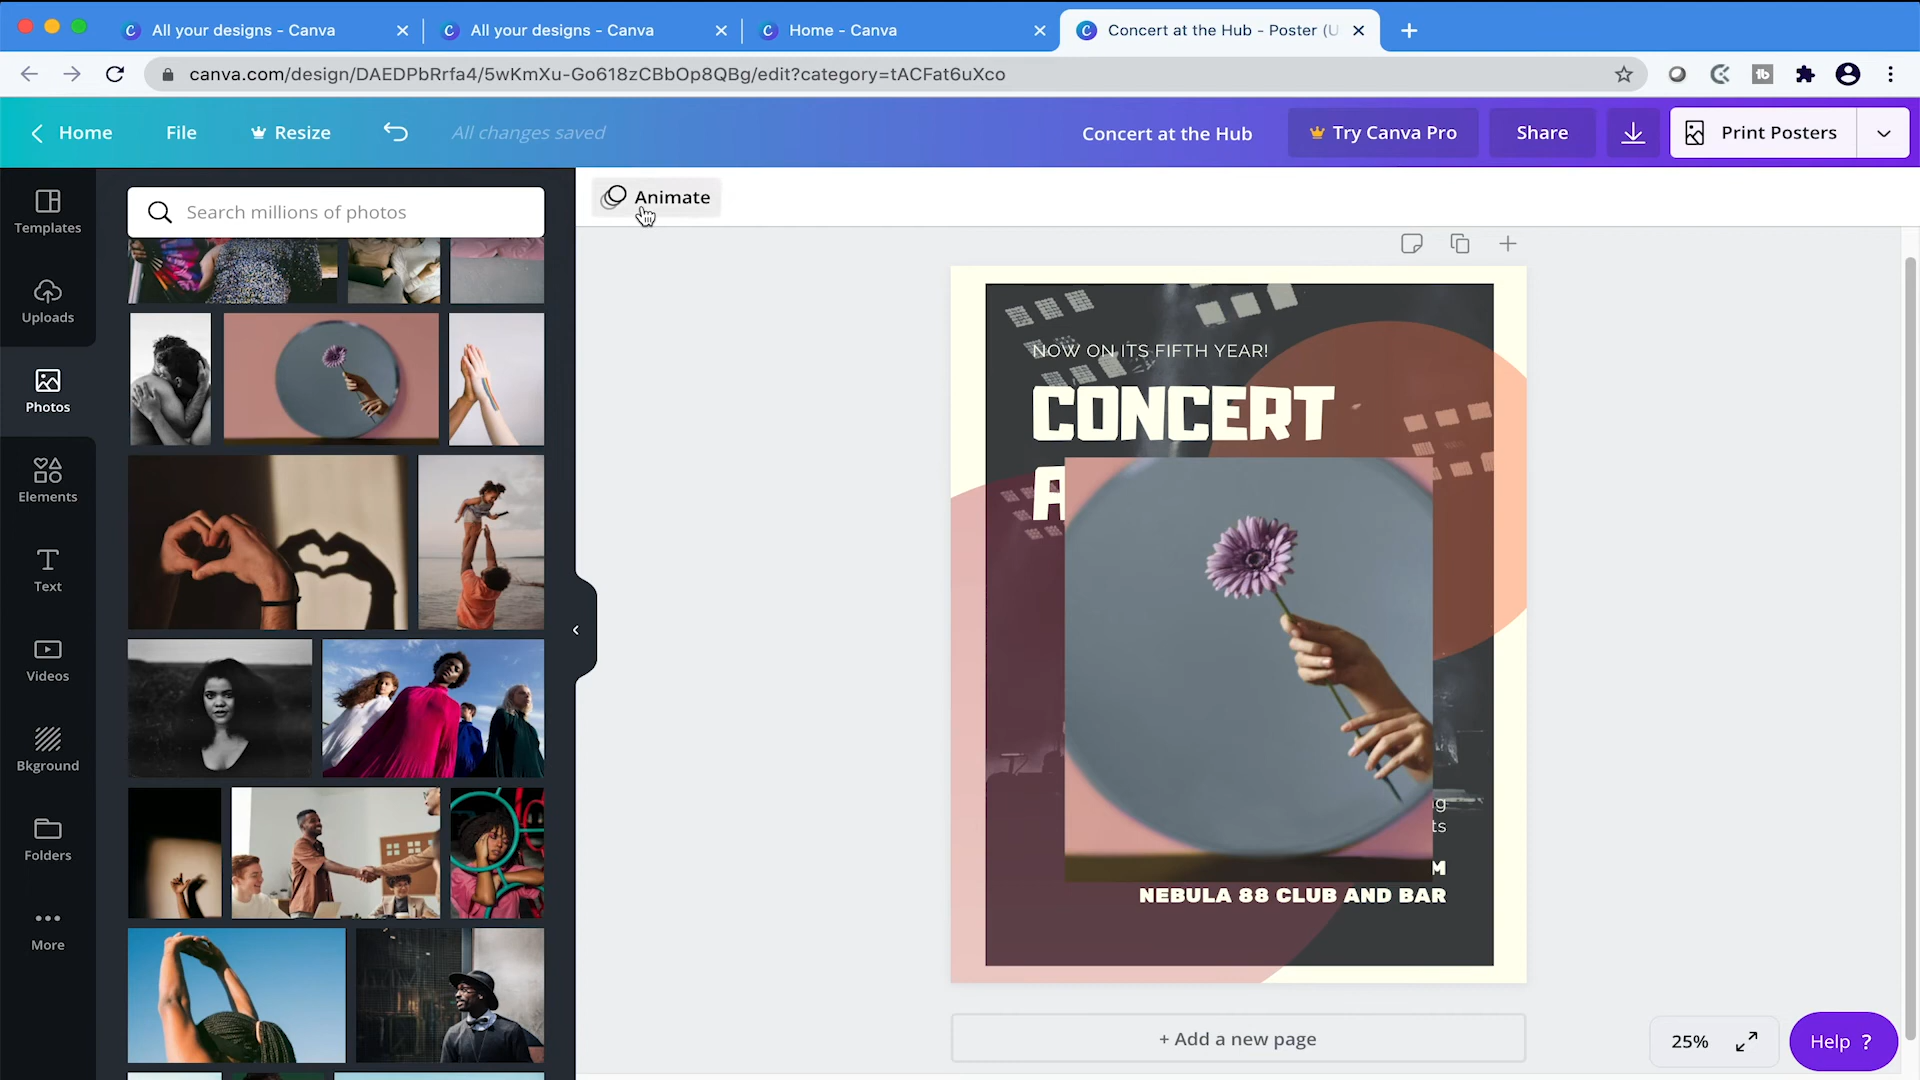 All your designs - Canva
All your designs - Canva
Home - Canva
Concert at the Hub - Poster (U
canva.com/design/DAEDPbRrfa4/5wKmXu-Go618zCBbOp8QBg/edit?category=tACFat6uXco
Home
File
Resize
All changes saved
Concert at the Hub
Try Canva Pro
Share
Print Posters
Templates
Uploads
Photos
Elements
Text
Videos
Bkground
Folders
More
Search millions of photos
Animate
NOW ON ITS FIFTH YEAR!
CONCERT
A
g
ts
M
NEBULA 88 CLUB AND BAR
+ Add a new page
25%
Help ?